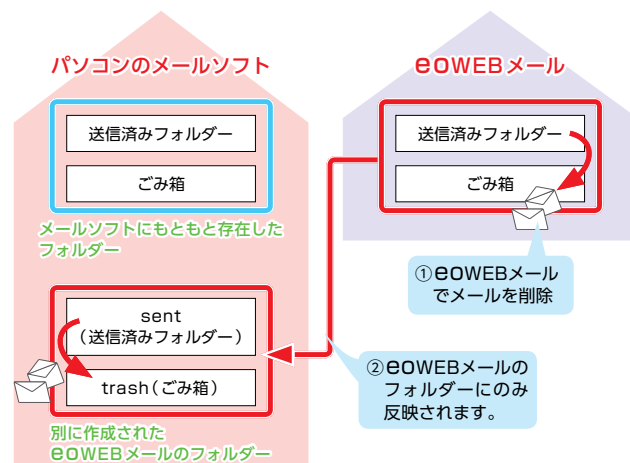 パソコンのメールソフト
送信済みフォルダー
ごみ箱
メールソフトにもともと存在した
フォルダー
sent
(送信済みフォルダー)
trash(ごみ箱)
別に作成された
eoWEBメールのフォルダー
eoWEBメール
送信済みフォルダー
ごみ箱
①eoWEBメール
でメールを削除
②eoWEBメールの
フォルダーにのみ
反映されます。